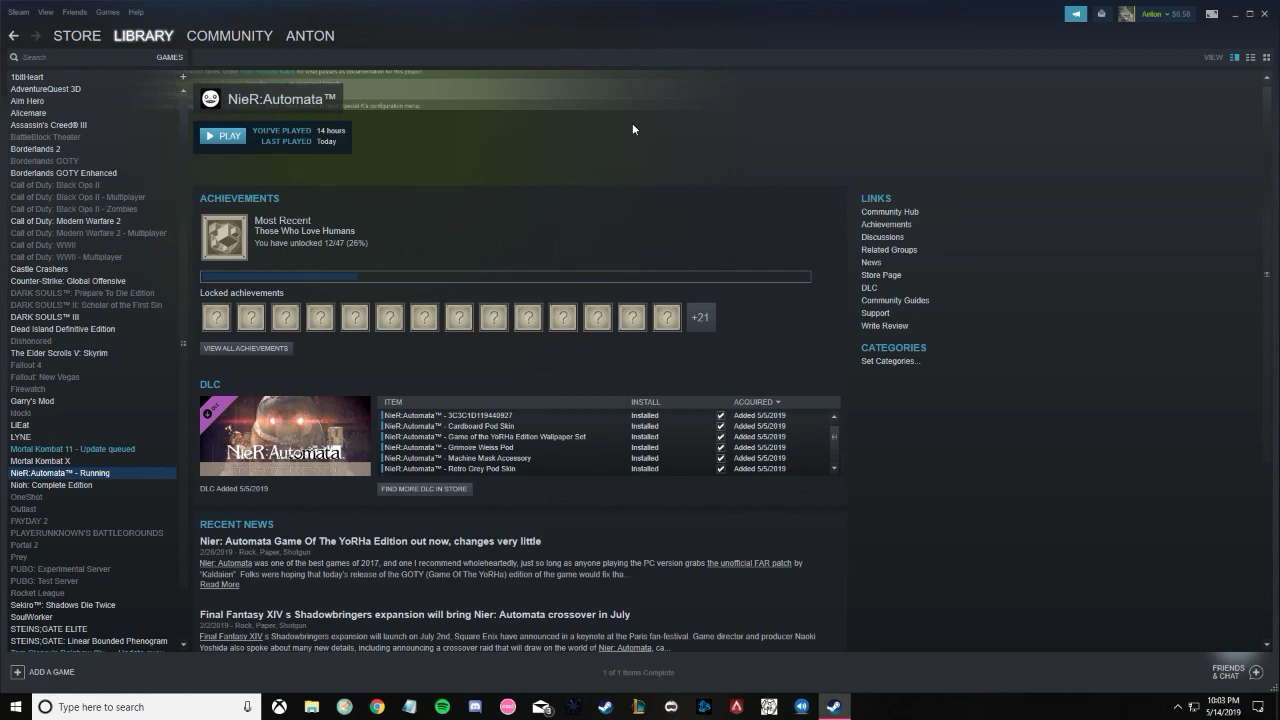 Steam View Friends Games Help
Anton $0.58
STORE LIBRARY COMMUNITY ANTON
Search GAMES
VIEW
1bitHeart
AdventureQuest 3D
Aim Hero
Alicemare
Assassin's Creed® III
BattleBlock Theater
Borderlands 2
Borderlands GOTY
Borderlands GOTY Enhanced
Call of Duty: Black Ops II
Call of Duty: Black Ops II - Multiplayer
Call of Duty: Black Ops II - Zombies
Call of Duty: Modern Warfare 2
Call of Duty: Modern Warfare 2 - Multiplayer
Call of Duty: WWII
Call of Duty: WWII - Multiplayer
Castle Crashers
Counter-Strike: Global Offensive
DARK SOULS™: Prepare To Die Edition
DARK SOULS™ II: Scholar of the First Sin
DARK SOULS™ III
Dead Island Definitive Edition
Dishonored
The Elder Scrolls V: Skyrim
Fallout 4
Fallout: New Vegas
Firewatch
Garry's Mod
Idocki
LiEat
LYNE
Mortal Kombat 11 - Update queued
Mortal Kombat X
NieR:Automata™ - Running
Nioh: Complete Edition
OneShot
Outlast
PAYDAY 2
PLAYERUNKNOWN'S BATTLEGROUNDS
Portal 2
Prey
PUBG: Experimental Server
PUBG: Test Server
Rocket League
Sekiro™: Shadows Die Twice
SoulWorker
STEINS;GATE ELITE
STEINS;GATE: Linear Bounded Phenogram
for what passes as documentation for this project.
NieR:Automata™
special K's configuration menu.
PLAY
YOU'VE PLAYED 14 hours
LAST PLAYED Today
ACHIEVEMENTS
Most Recent
Those Who Love Humans
You have unlocked 12/47 (26%)
Locked achievements
? ? ? ? ? ? ? ? ? ? ? ? ? ? +21
VIEW ALL ACHIEVEMENTS
DLC
DLC
NieR:Automata
DLC Added 5/5/2019
ITEM INSTALL ACQUIRED
NieR:Automata™ - 3C3C1D119440927 Installed Added 5/5/2019
NieR:Automata™ - Cardboard Pod Skin Installed Added 5/5/2019
NieR:Automata™ - Game of the YoRHa Edition Wallpaper Set Installed Added 5/5/2019
NieR:Automata™ - Grimoire Weiss Pod Installed Added 5/5/2019
NieR:Automata™ - Machine Mask Accessory Installed Added 5/5/2019
NieR:Automata™ - Retro Grey Pod Skin Installed Added 5/5/2019
FIND MORE DLC IN STORE
RECENT NEWS
Nier: Automata Game Of The YoRHa Edition out now, changes very little
2/26/2019 - Rock, Paper, Shotgun
Nier: Automata was one of the best games of 2017, and one I recommend wholeheartedly, just so long as anyone playing the PC version grabs the unofficial FAR patch by
"Kaldaien". Folks were hoping that today's release of the GOTY (Game Of The YoRHa) edition of the game would fix tha...
Read More
Final Fantasy XIV s Shadowbringers expansion will bring Nier: Automata crossover in July
2/2/2019 - Rock, Paper, Shotgun
Final Fantasy XIV s Shadowbringers expansion will launch on July 2nd, Square Enix have announced in a keynote at the Paris fan-festival. Game director and producer Naoki
Yoshida also spoke about many new details, including announcing a crossover raid that will draw on the world of Nier: Automata, ca...
LINKS
Community Hub
Achievements
Discussions
Related Groups
News
Store Page
DLC
Community Guides
Support
Write Review
CATEGORIES
Set Categories...
ADD A GAME
1 of 1 Items Complete
FRIENDS
& CHAT
Type here to search
10:03 PM
5/14/2019